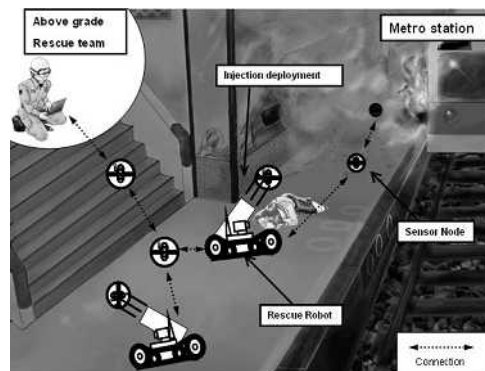 Above grade
Rescue team
Metro station
Injection deployment
Sensor Node
Rescue Robot
Connection